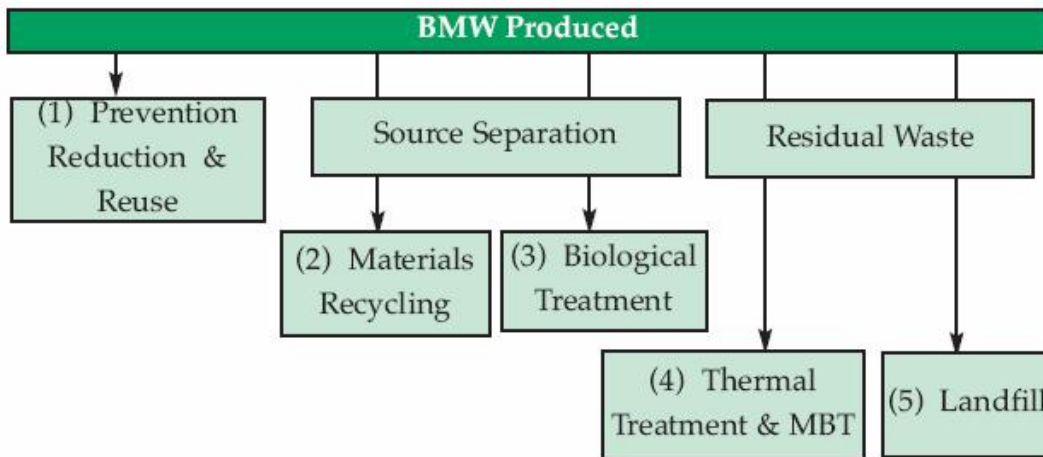 BMW Produced
(1) Prevention
Reduction &
Reuse
Source Separation
Residual Waste
(2) Materials
Recycling
(3) Biological
Treatment
(4) Thermal
Treatment & MBT
(5) Landfill